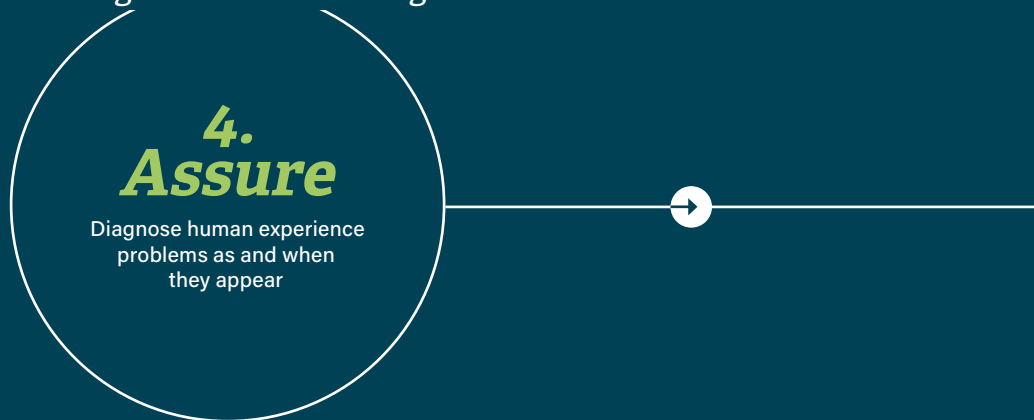 4.
Assure
Diagnose human experience
problems as and when
they appear